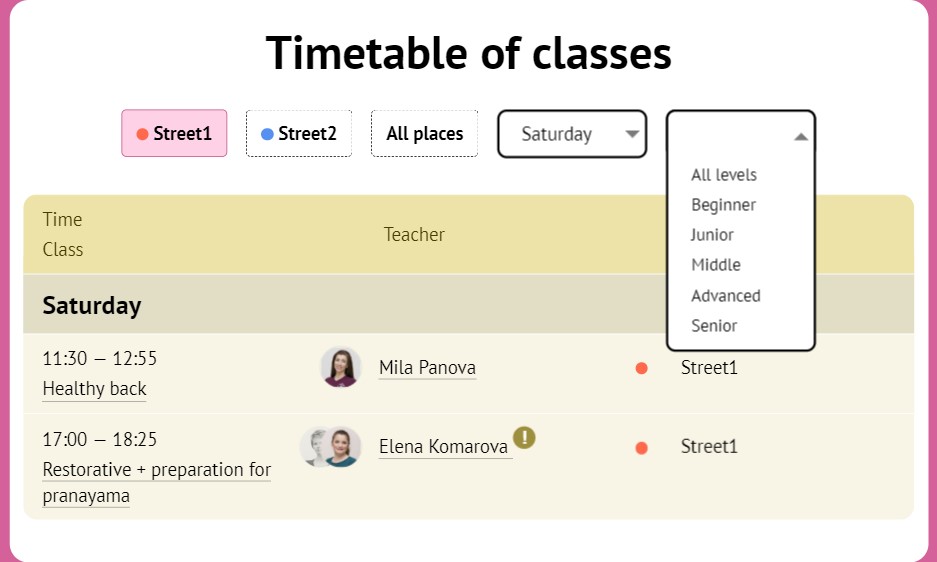 Timetable of classes
Street1
Street2
All places
Saturday
All levels
Beginner
Junior
Middle
Advanced
Senior
Time
Class
Teacher
Saturday
11:30 — 12:55
Healthy back
Mila Panova
Street1
17:00 — 18:25
Restorative + preparation for
pranayama
Elena Komarova !
Street1